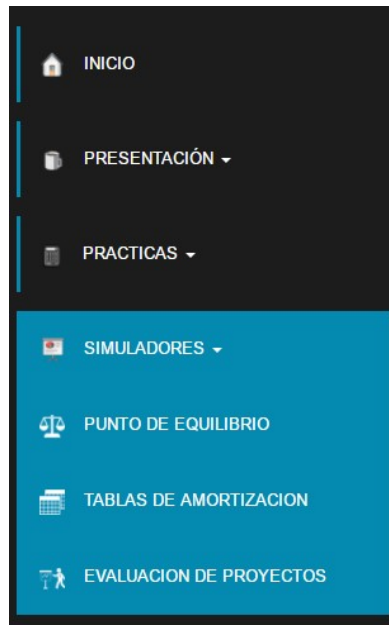 INICIO
PRESENTACIÓN
PRACTICAS
SIMULADORES
PUNTO DE EQUILIBRIO
TABLAS DE AMORTIZACION
EVALUACION DE PROYECTOS